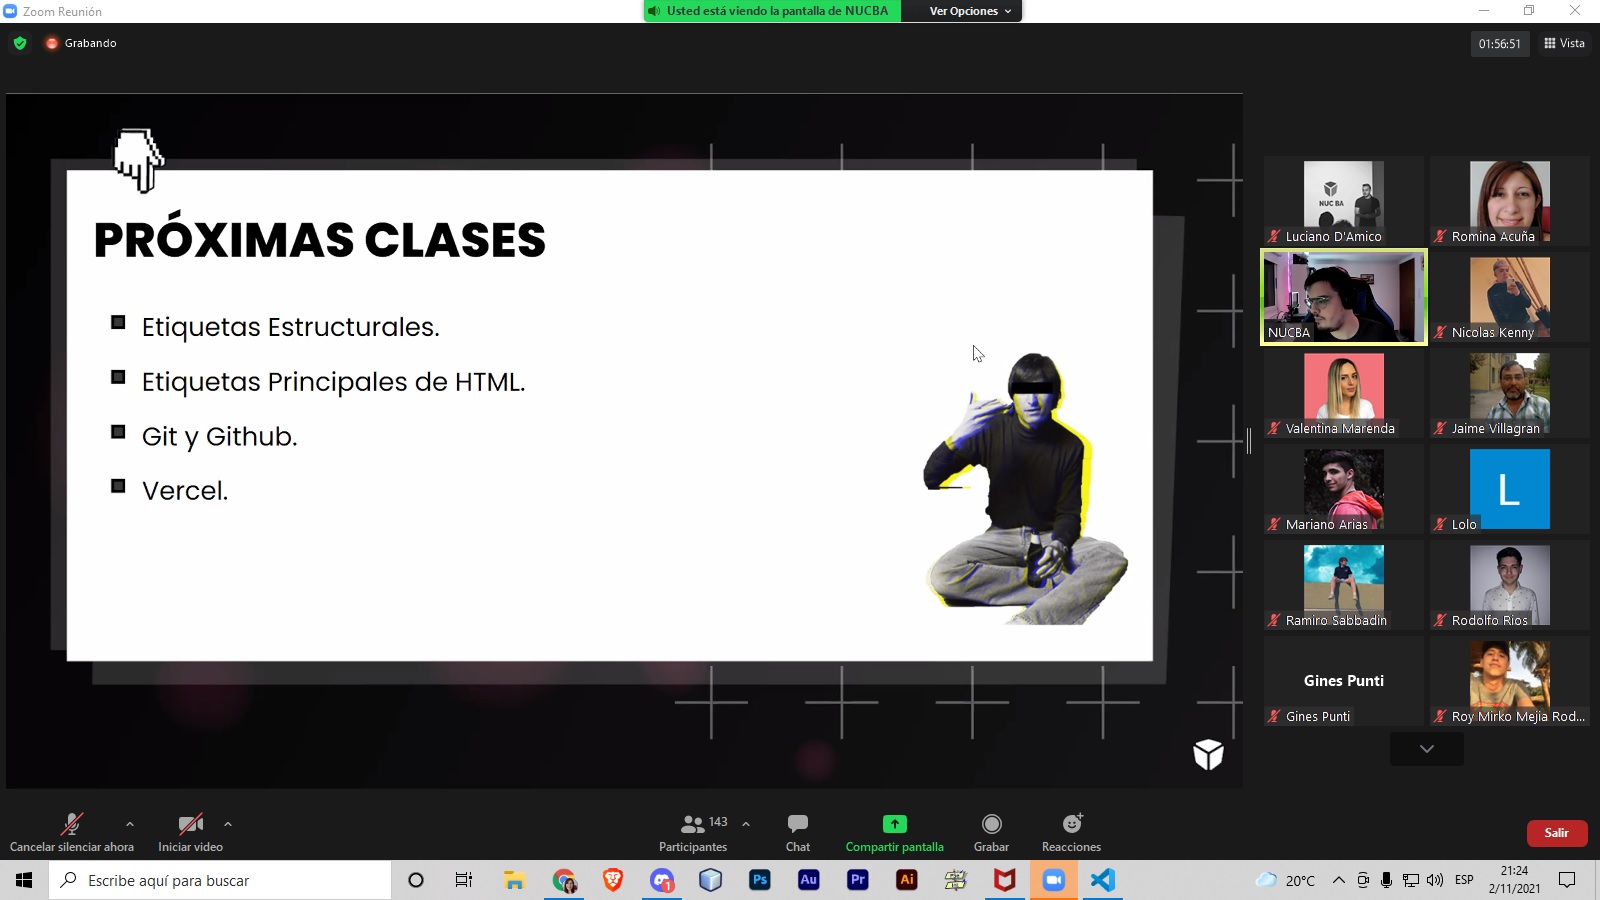 Zoom Reunión
Usted está viendo la pantalla de NUCBA
Ver Opciones
Grabando
01:56:51
Vista
PRÓXIMAS CLASES
Etiquetas Estructurales.
Etiquetas Principales de HTML.
Git y Github.
Vercel.
NUC BA
Luciano D'Amico
Romina Acuña
NUCBA
Nicolas Kenny
Valentina Marenda
Jaime Villagran
Mariano Arias
L
Lolo
Ramiro Sabbadin
Rodolfo Rios
Gines Punti
Gines Punti
Roy Mirko Mejia Rod...
Cancelar silenciar ahora
Iniciar video
143
Participantes
Chat
Compartir pantalla
Grabar
Reacciones
Salir
Escribe aquí para buscar
1
Ps
Au
Pr
Ai
20°C
ESP
21:24
2/11/2021